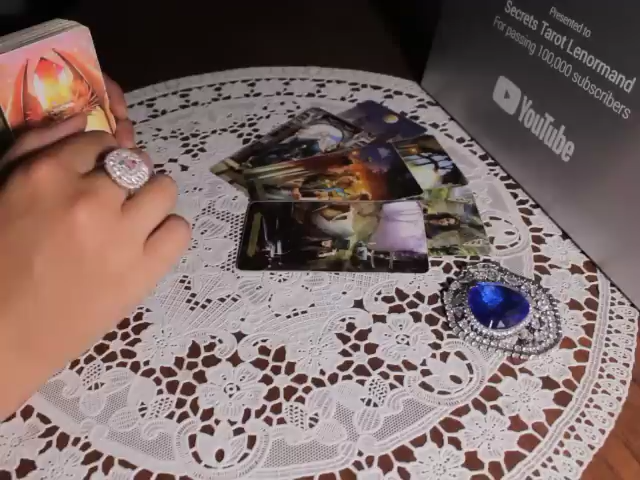 Presented to
Secrets Tarot Lenormand
For passing 100,000 subscribers
YouTube